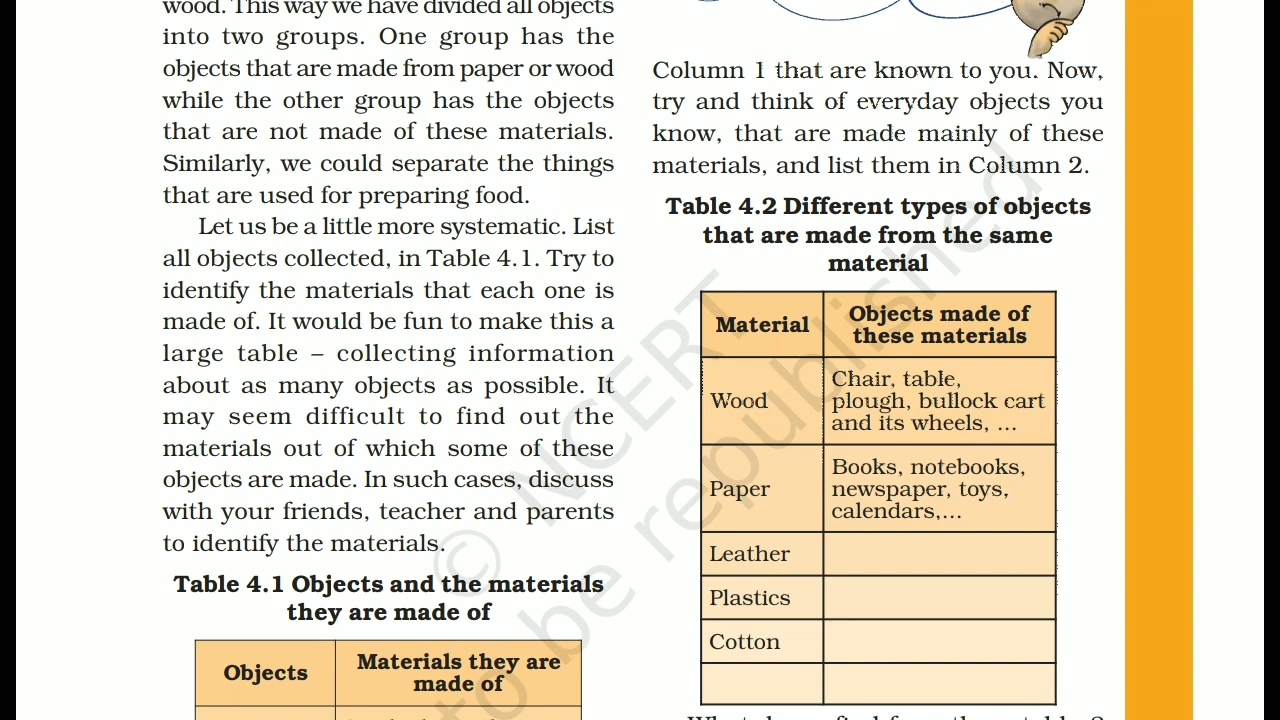 wood. This way we have divided all objects
into two groups. One group has the
objects that are made from paper or wood
while the other group has the objects
that are not made of these materials.
Similarly, we could separate the things
that are used for preparing food.
Let us be a little more systematic. List
all objects collected, in Table 4.1. Try to
identify the materials that each one is
made of. It would be fun to make this a
large table – collecting information
about as many objects as possible. It
may seem difficult to find out the
materials out of which some of these
objects are made. In such cases, discuss
with your friends, teacher and parents
to identify the materials.
Table 4.1 Objects and the materials
they are made of
Objects
Materials they are
made of
Column 1 that are known to you. Now,
try and think of everyday objects you
know, that are made mainly of these
materials, and list them in Column 2.
Table 4.2 Different types of objects
that are made from the same
material
Material
Objects made of
these materials
Wood
Chair, table,
plough, bullock cart
and its wheels, ...
Paper
Books, notebooks,
newspaper, toys,
calendars,...
Leather
Plastics
Cotton
© NCERT
to be republished